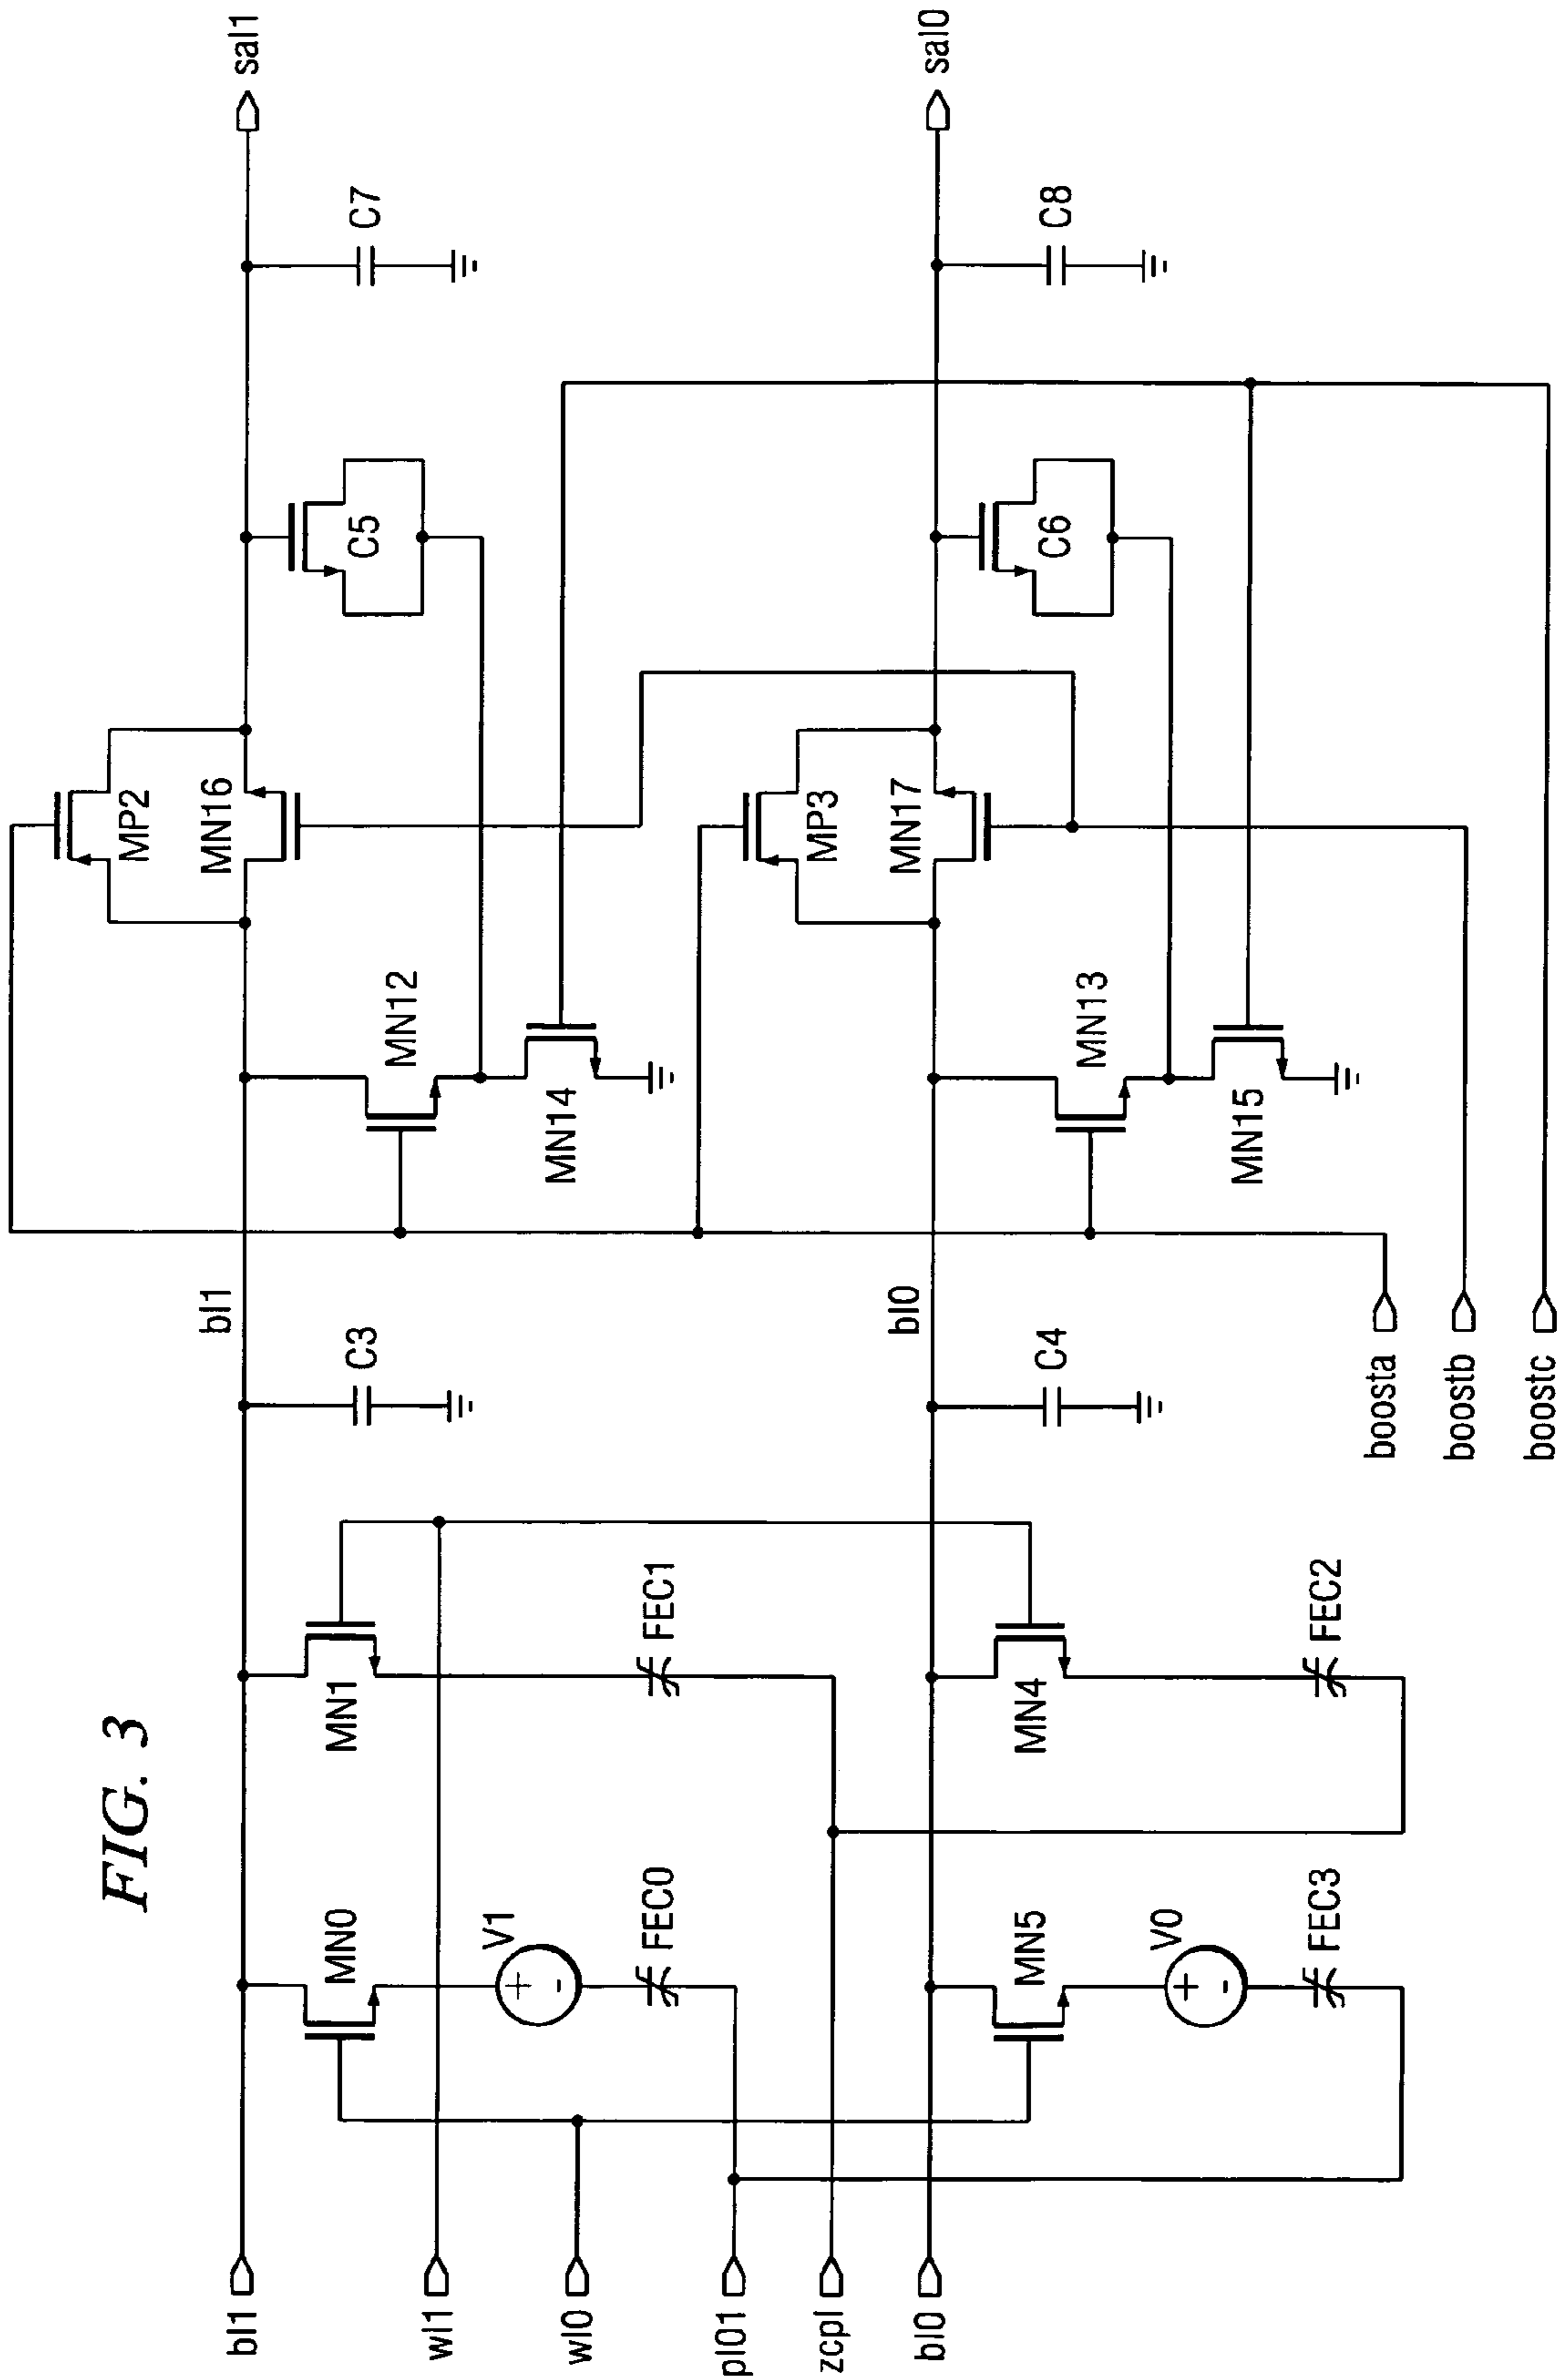 FIG. 3
bl1
wl1
wl0
pl01
zcpl
bl0
MN0
V1
FEC0
MN1
FEC1
MN5
V0
FEC3
MN4
FEC2
bl1
C3
bl0
C4
boosta
boostb
boostc
MP2
MN16
MN12
MN14
C5
C7
sal1
MP3
MN17
MN13
MN15
C6
C8
sal0